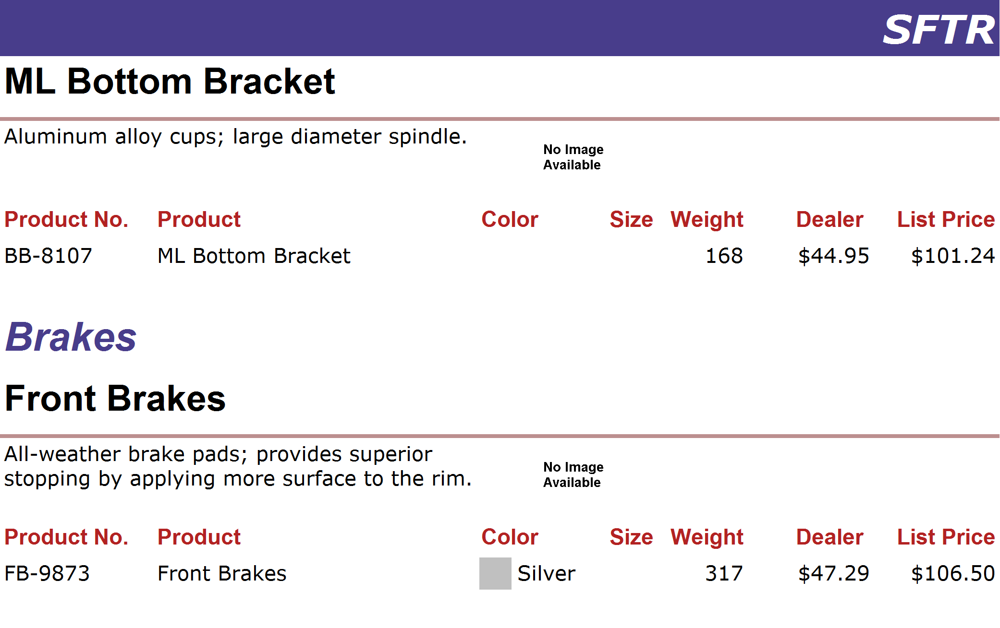 SFTR
ML Bottom Bracket
Aluminum alloy cups; large diameter spindle.
No Image
Available
Product No. Product Color Size Weight Dealer List Price
BB-8107 ML Bottom Bracket 168 $44.95 $101.24
Brakes
Front Brakes
All-weather brake pads; provides superior
stopping by applying more surface to the rim.
No Image
Available
Product No. Product Color Size Weight Dealer List Price
FB-9873 Front Brakes Silver 317 $47.29 $106.50